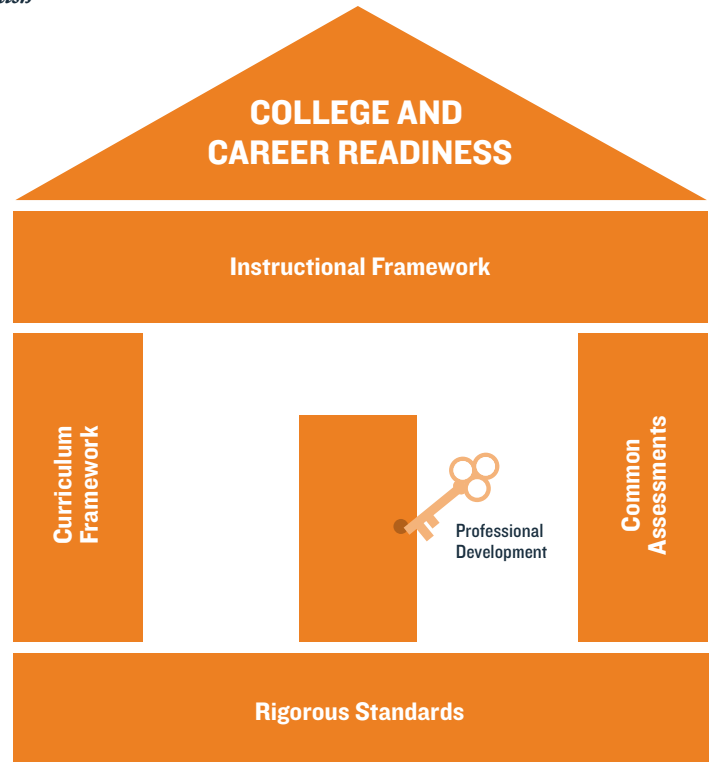 COLLEGE AND
CAREER READINESS
Instructional Framework
Curriculum
Framework
Professional
Development
Common
Assessments
Rigorous Standards